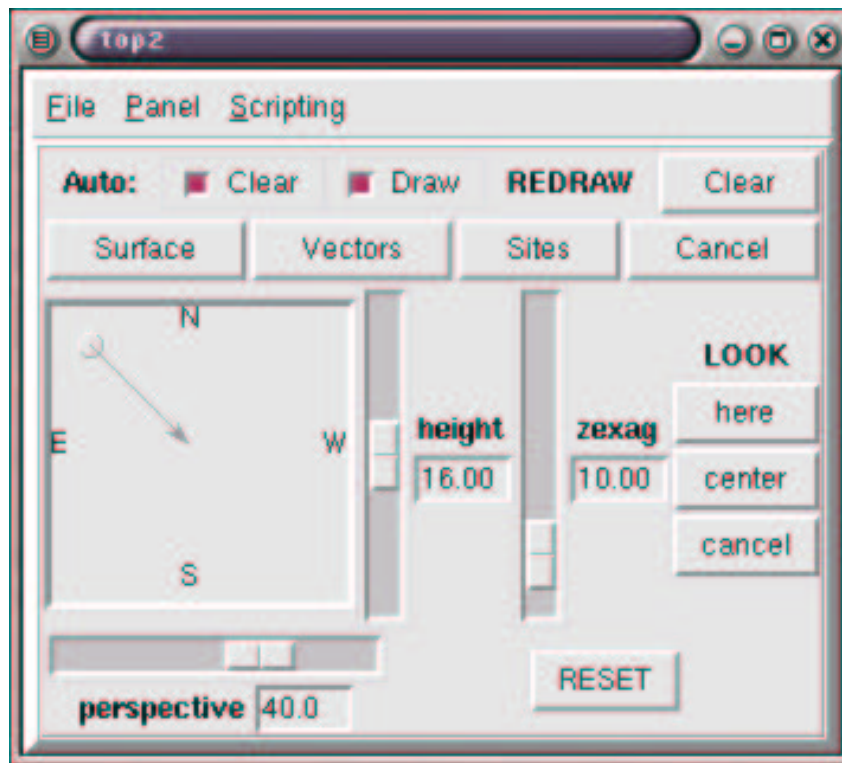 top2
File Panel Scripting
Auto: Clear Draw REDRAW Clear
Surface Vectors Sites Cancel
N
LOOK
here
E W height zexag
16.00 10.00 center
cancel
S
RESET
perspective 40.0